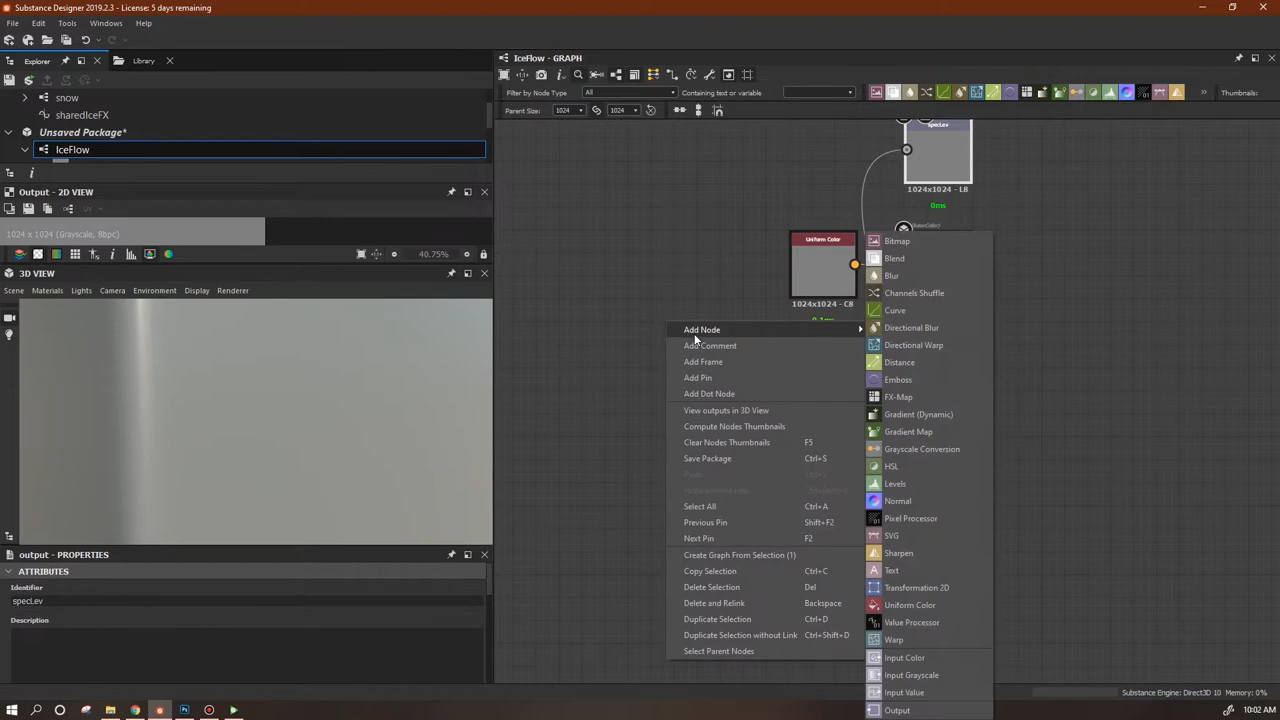 Substance Designer 2019.2.3 - License: 5 days remaining
File Edit Tools Windows Help
Explorer
Library
snow
sharedIceFX
Unsaved Package*
IceFlow
Output - 2D VIEW
UV
1024 x 1024 (Grayscale, 8bpc)
40.75%
3D VIEW
Scene Materials Lights Camera Environment Display Renderer
output - PROPERTIES
ATTRIBUTES
Identifier
specLev
Description
IceFlow - GRAPH
Filter by Node Type All Containing text or variable
Thumbnails:
Parent Size: 1024 1024
specLev
1024x1024 - L8
0ms
Uniform Color
1024x1024 - C8
0.1ms
Add Node
Add Comment
Add Frame
Add Pin
Add Dot Node
View outputs in 3D View
Compute Nodes Thumbnails
Clear Nodes Thumbnails F5
Save Package Ctrl+S
Select All Ctrl+A
Previous Pin Shift+F2
Next Pin F2
Create Graph From Selection (1)
Copy Selection Ctrl+C
Delete Selection Del
Delete and Relink Backspace
Duplicate Selection Ctrl+D
Duplicate Selection without Link Ctrl+Shift+D
Select Parent Nodes
Bitmap
Blend
Blur
Channels Shuffle
Curve
Directional Blur
Directional Warp
Distance
Emboss
FX-Map
Gradient (Dynamic)
Gradient Map
Grayscale Conversion
HSL
Levels
Normal
Pixel Processor
SVG
Sharpen
Text
Transformation 2D
Uniform Color
Value Processor
Warp
Input Color
Input Grayscale
Input Value
Output
Substance Engine: Direct3D 10 Memory: 0%
10:02 AM